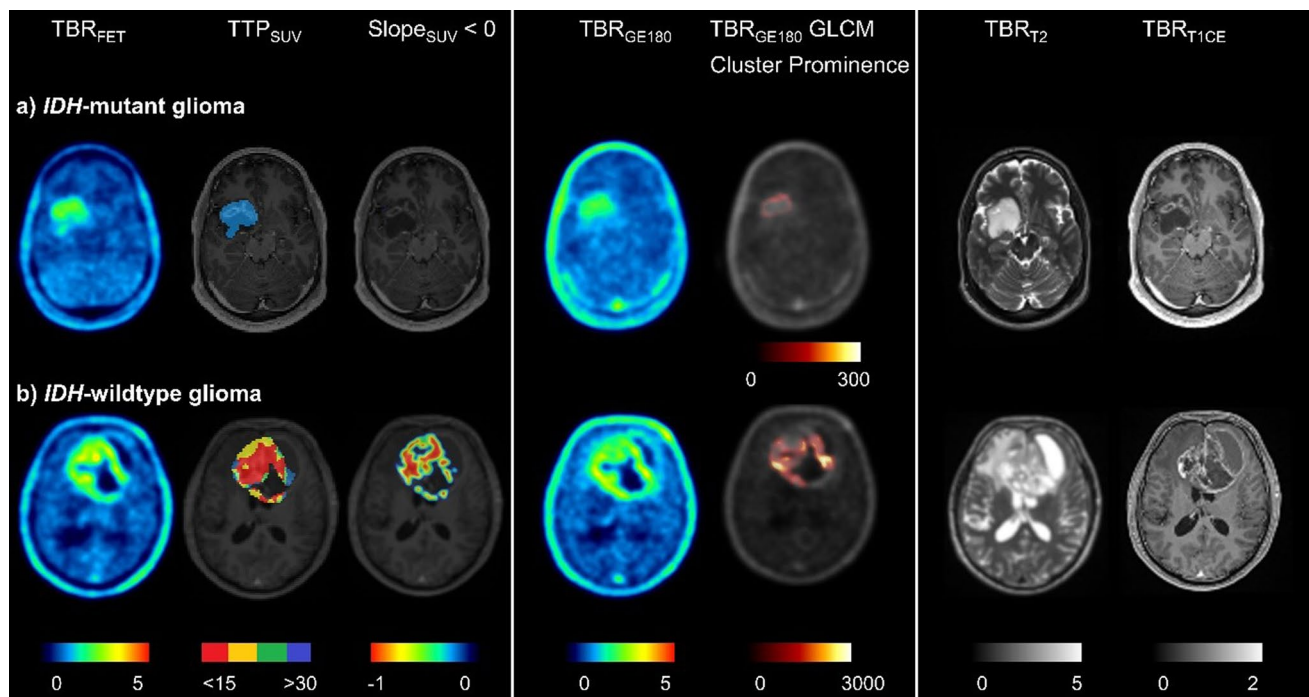 TBRFET TTPSUV SlopeSUV < 0 TBRGE180 TBRGE180 GLCM TBRT2 TBRT1CE
Cluster Prominence
a) IDH-mutant glioma
0 300
b) IDH-wildtype glioma
0 5 <15 >30 -1 0 0 5 0 3000 0 5 0 2